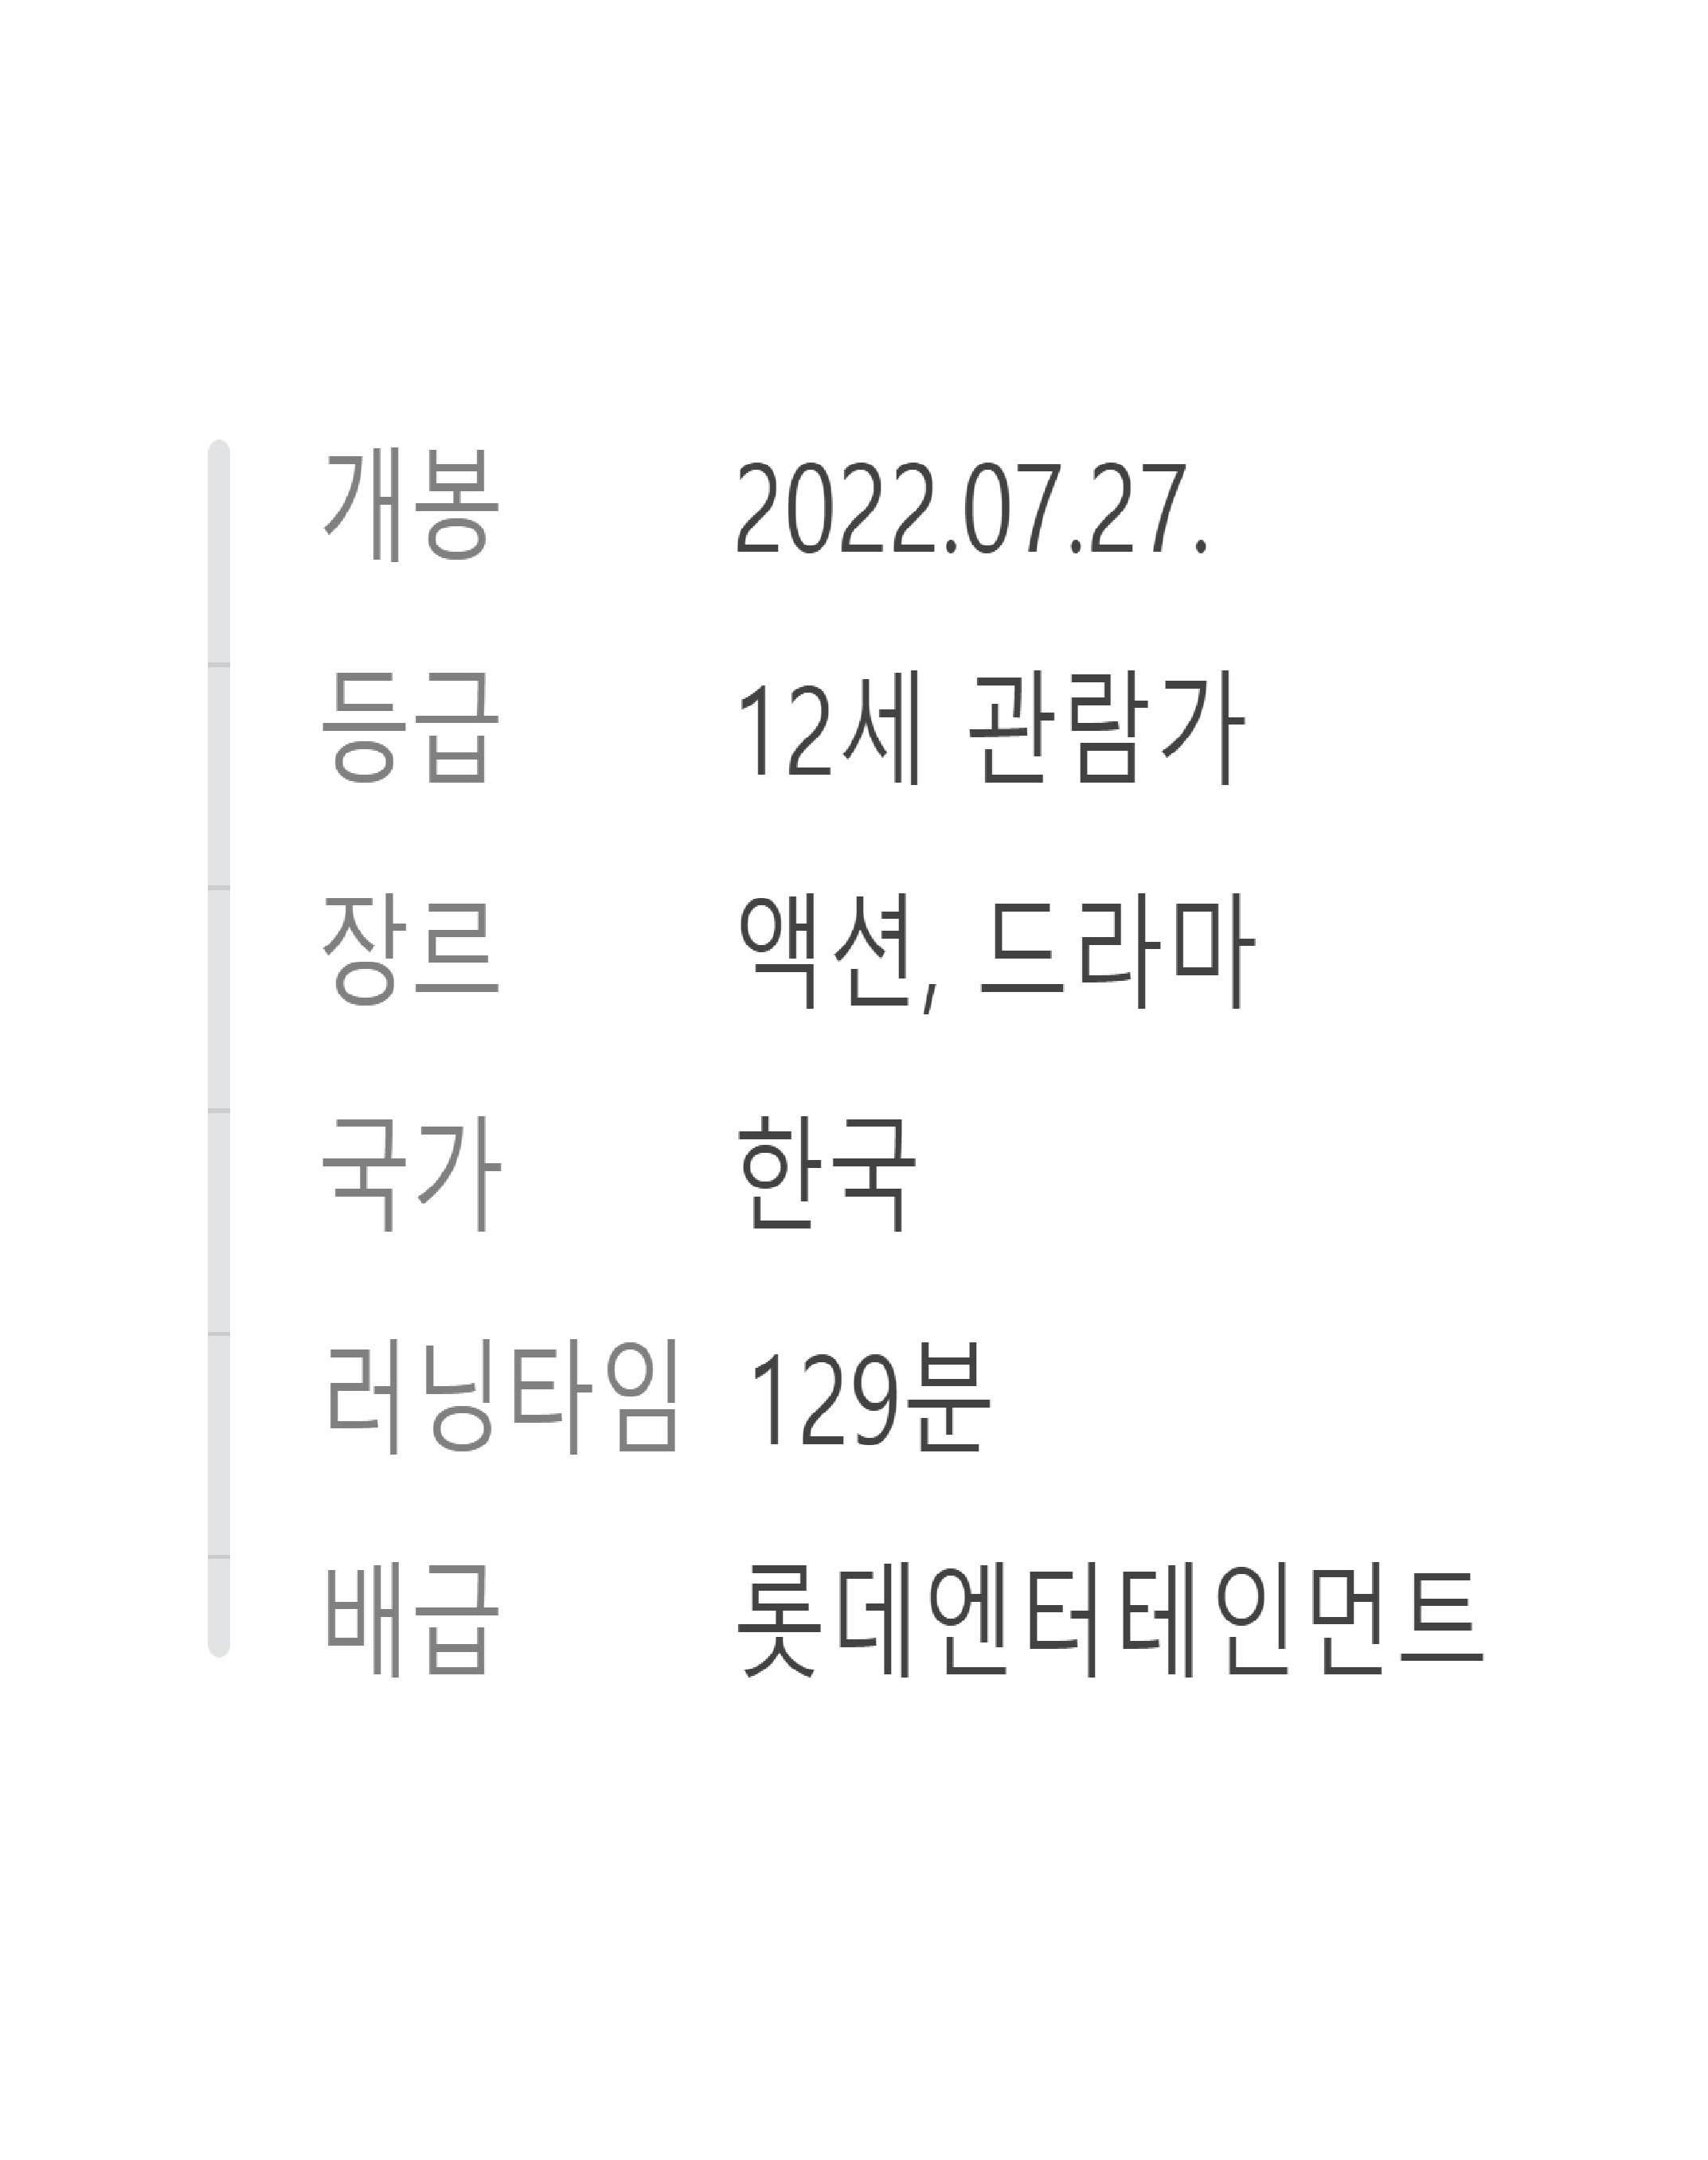 개봉 2022.07.27.
등급 12세 관람가
장르 액션, 드라마
국가 한국
러닝타임 129분
배급 롯데엔터테인먼트